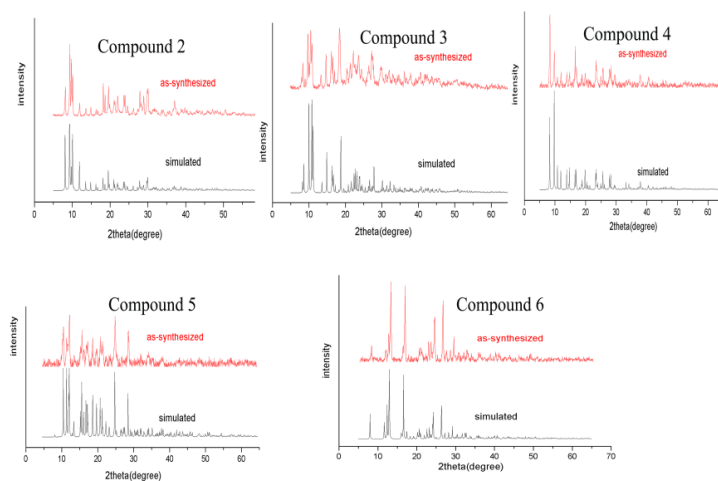 Compound 2
as-synthesized
simulated
intensity
0 10 20 30 40 50
2theta(degree)
Compound 3
as-synthesized
simulated
intensity
0 10 20 30 40 50 60
2theta(degree)
Compound 4
as-synthesized
simulated
intensity
0 10 20 30 40 50 60
2theta(degree)
Compound 5
as-synthesized
simulated
intensity
0 10 20 30 40 50 60
2theta(degree)
Compound 6
as-synthesized
simulated
intensity
0 10 20 30 40 50 60 70
2theta(degree)